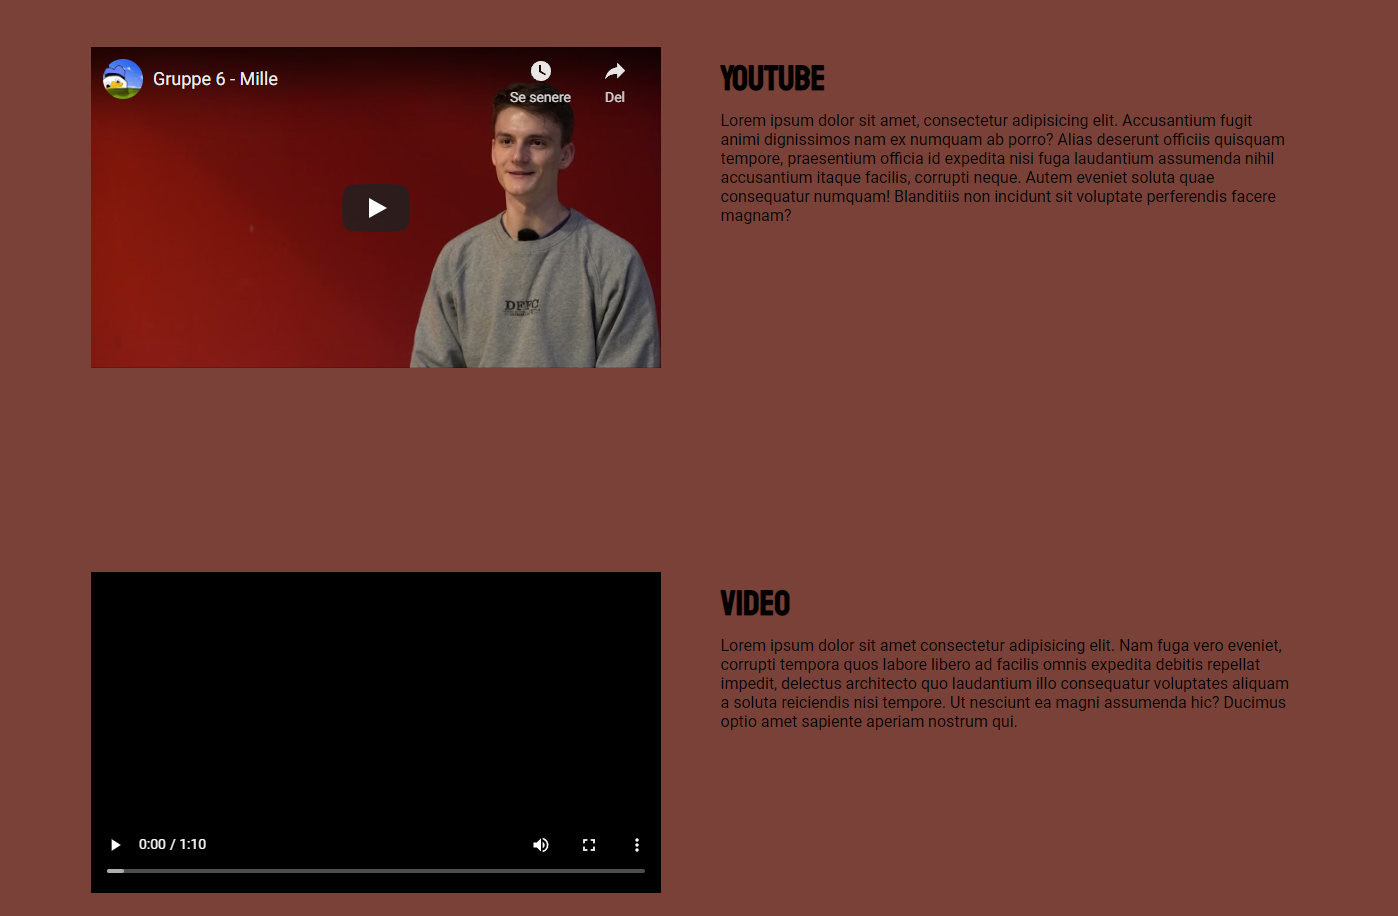 Gruppe 6 - Mille
Se senere
Del
DFFC
YOUTUBE
Lorem ipsum dolor sit amet, consectetur adipisicing elit. Accusantium fugit
animi dignissimos nam ex numquam ab porro? Alias deserunt officiis quisquam
tempore, praesentium officia id expedita nisi fuga laudantium assumenda nihil
accusantium itaque facilis, corrupti neque. Autem eveniet soluta quae
consequatur numquam! Blanditiis non incidunt sit voluptate perferendis facere
magnam?
0:00 / 1:10
VIDEO
Lorem ipsum dolor sit amet consectetur adipisicing elit. Nam fuga vero eveniet,
corrupti tempora quos labore libero ad facilis omnis expedita debitis repellat
impedit, delectus architecto quo laudantium illo consequatur voluptates aliquam
a soluta reiciendis nisi tempore. Ut nesciunt ea magni assumenda hic? Ducimus
optio amet sapiente aperiam nostrum qui.